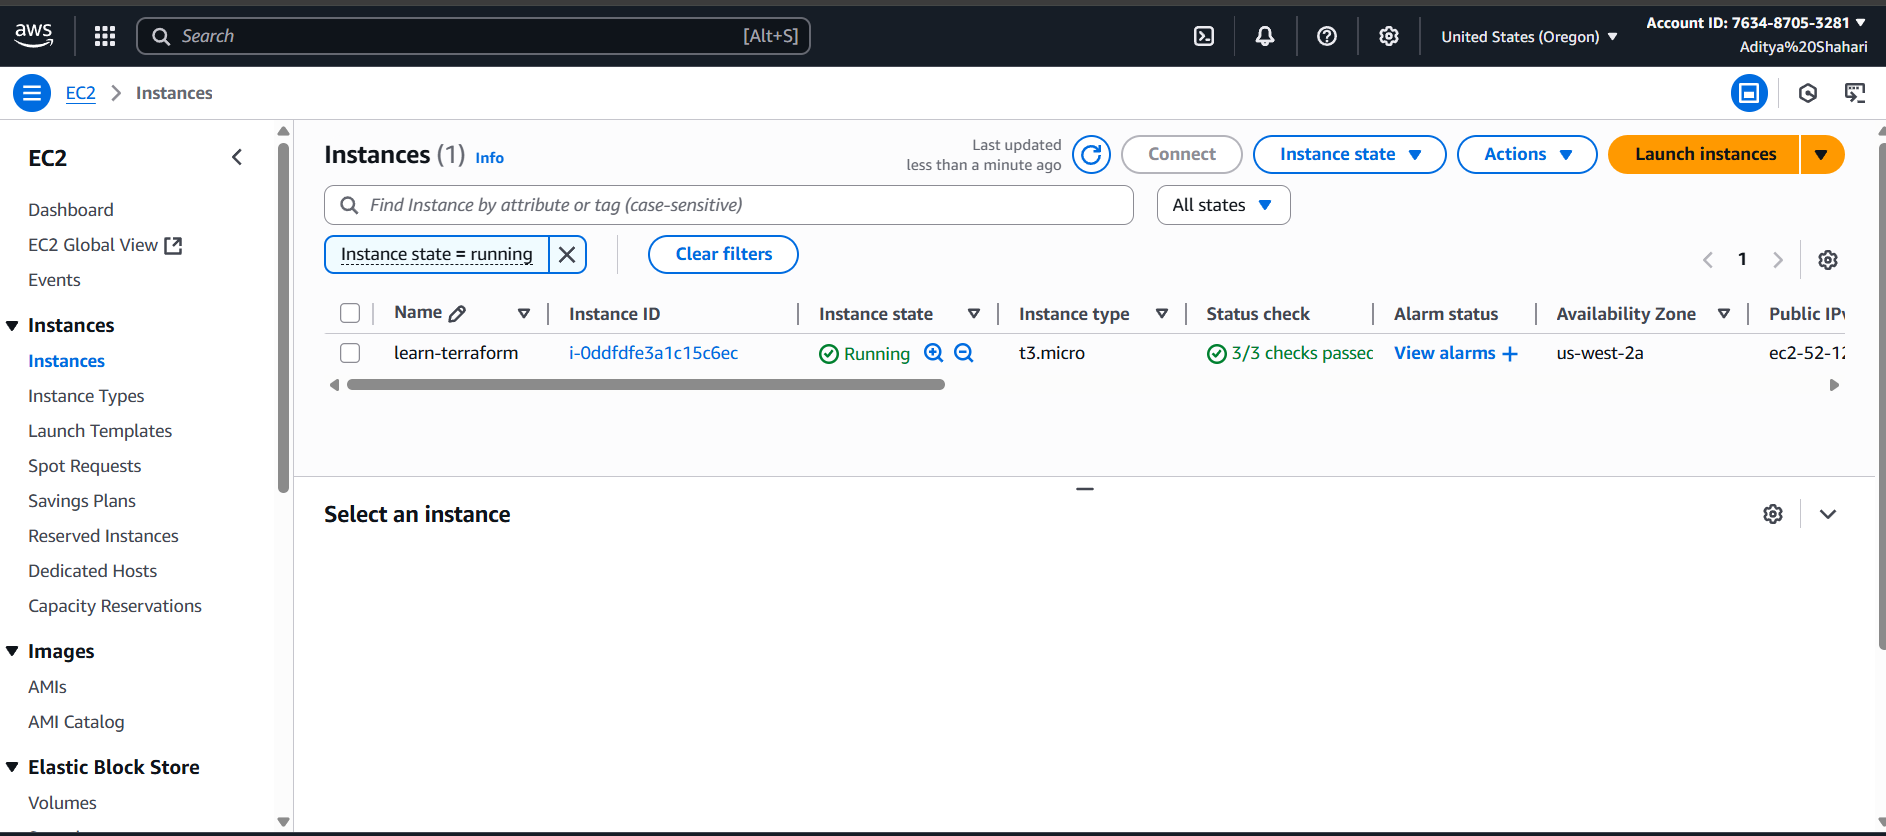 aws
Search [Alt+S]
United States (Oregon)
Account ID: 7634-8705-3281
Aditya%20Shahari
EC2 Instances
EC2
Dashboard
EC2 Global View
Events
Instances
Instances
Instance Types
Launch Templates
Spot Requests
Savings Plans
Reserved Instances
Dedicated Hosts
Capacity Reservations
Images
AMIs
AMI Catalog
Elastic Block Store
Volumes
Instances (1) Info
Last updated
less than a minute ago
Connect
Instance state
Actions
Launch instances
Find Instance by attribute or tag (case-sensitive)
All states
Instance state = running
Clear filters
1
Name Instance ID Instance state Instance type Status check Alarm status Availability Zone Public IPv
learn-terraform i-0ddfdfe3a1c15c6ec Running t3.micro 3/3 checks passec View alarms + us-west-2a ec2-52-12
Select an instance